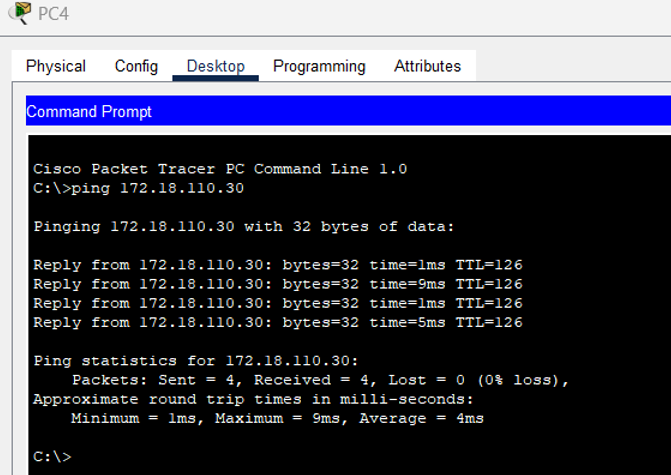 PC4
Physical Config Desktop Programming Attributes
Command Prompt
Cisco Packet Tracer PC Command Line 1.0
C:\>ping 172.18.110.30
Pinging 172.18.110.30 with 32 bytes of data:
Reply from 172.18.110.30: bytes=32 time=1ms TTL=126
Reply from 172.18.110.30: bytes=32 time=9ms TTL=126
Reply from 172.18.110.30: bytes=32 time=1ms TTL=126
Reply from 172.18.110.30: bytes=32 time=5ms TTL=126
Ping statistics for 172.18.110.30:
    Packets: Sent = 4, Received = 4, Lost = 0 (0% loss),
Approximate round trip times in milli-seconds:
    Minimum = 1ms, Maximum = 9ms, Average = 4ms
C:\>